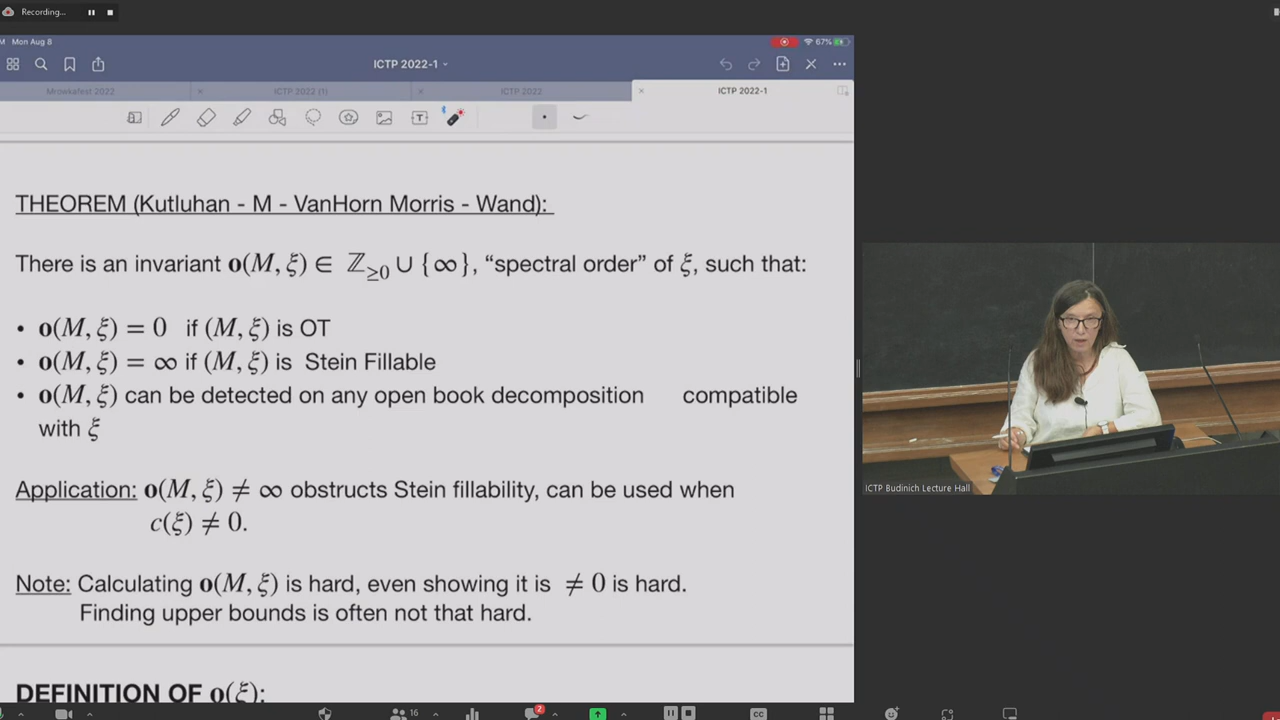 Recording...
M Mon Aug 8
67%
ICTP 2022-1
Mrowkafest 2022
ICTP 2022 (1)
ICTP 2022
ICTP 2022-1
THEOREM (Kutluhan - M - VanHorn Morris - Wand):
There is an invariant 𝐨(M, ξ) ∈ ℤ≥0 ∪ {∞}, “spectral order” of ξ, such that:
• 𝐨(M, ξ) = 0 if (M, ξ) is OT
• 𝐨(M, ξ) = ∞ if (M, ξ) is Stein Fillable
• 𝐨(M, ξ) can be detected on any open book decomposition compatible
with ξ
Application: 𝐨(M, ξ) ≠ ∞ obstructs Stein fillability, can be used when
c(ξ) ≠ 0.
Note: Calculating 𝐨(M, ξ) is hard, even showing it is ≠ 0 is hard.
Finding upper bounds is often not that hard.
DEFINITION OF 𝐨(ξ):
ICTP Budinich Lecture Hall
16
2
CC